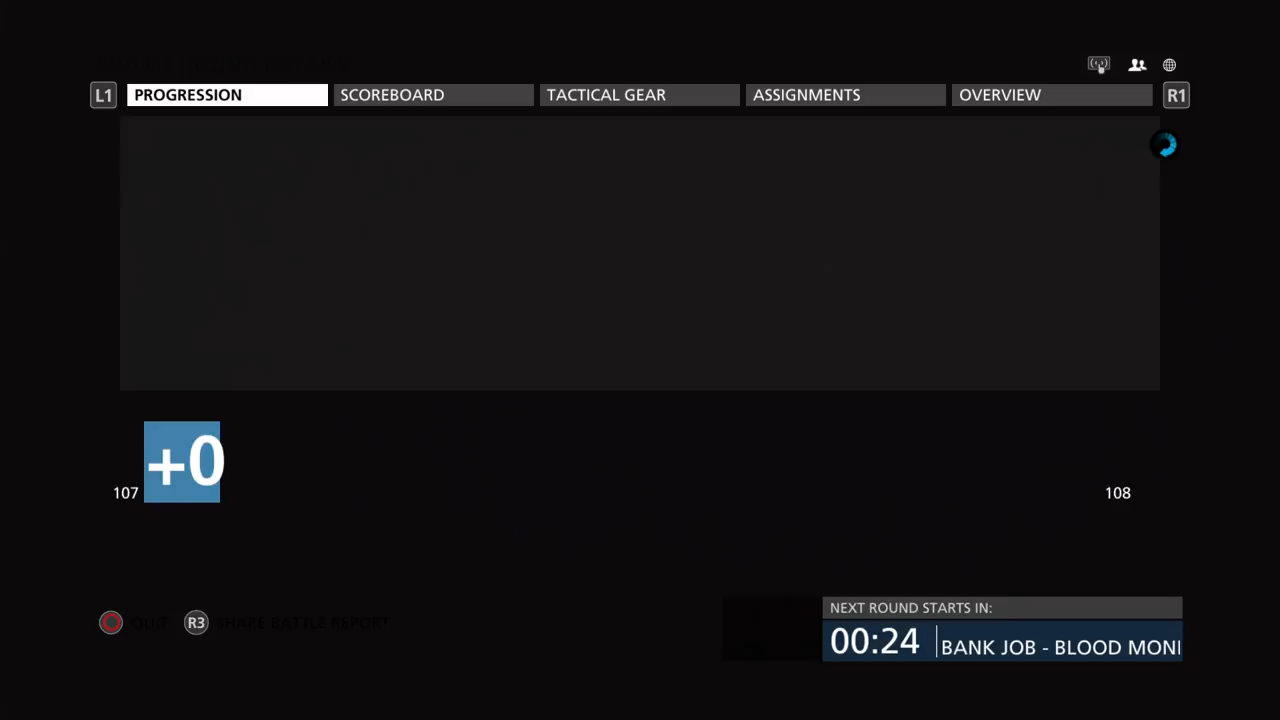 L1 PROGRESSION SCOREBOARD TACTICAL GEAR ASSIGNMENTS OVERVIEW R1
+0
107 108
QUIT R3 SHARE BATTLE REPORT
NEXT ROUND STARTS IN:
00:24 BANK JOB - BLOOD MON